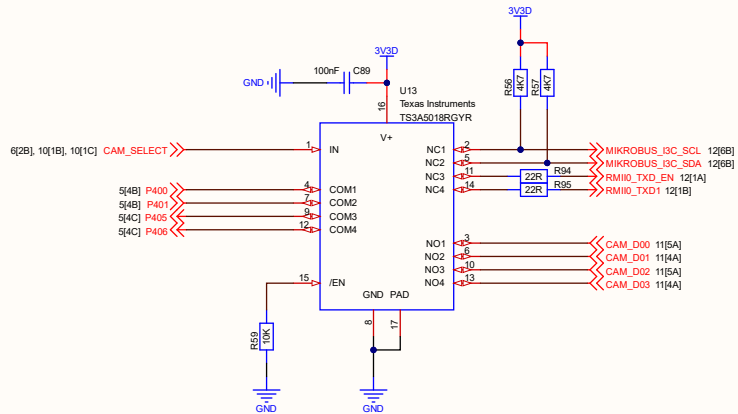 3V3D
3V3D
100nF C89
GND
R56 4K7
R57 4K7
U13
Texas Instruments
TS3A5018RGYR
16
V+
6[2B], 10[1B], 10[1C] CAM_SELECT 1 IN
NC1 2 MIKROBUS_I3C_SCL 12[6B]
NC2 5 MIKROBUS_I3C_SDA 12[6B]
NC3 11 22R R94 RMII0_TXD_EN 12[1A]
NC4 14 22R R95 RMII0_TXD1 12[1B]
5[4B] P400 4 COM1
5[4B] P401 7 COM2
5[4C] P405 9 COM3
5[4C] P406 12 COM4
NO1 3 CAM_D00 11[5A]
NO2 6 CAM_D01 11[4A]
NO3 10 CAM_D02 11[5A]
NO4 13 CAM_D03 11[4A]
15 /EN
GND PAD
8 17
R59 10K
GND
GND